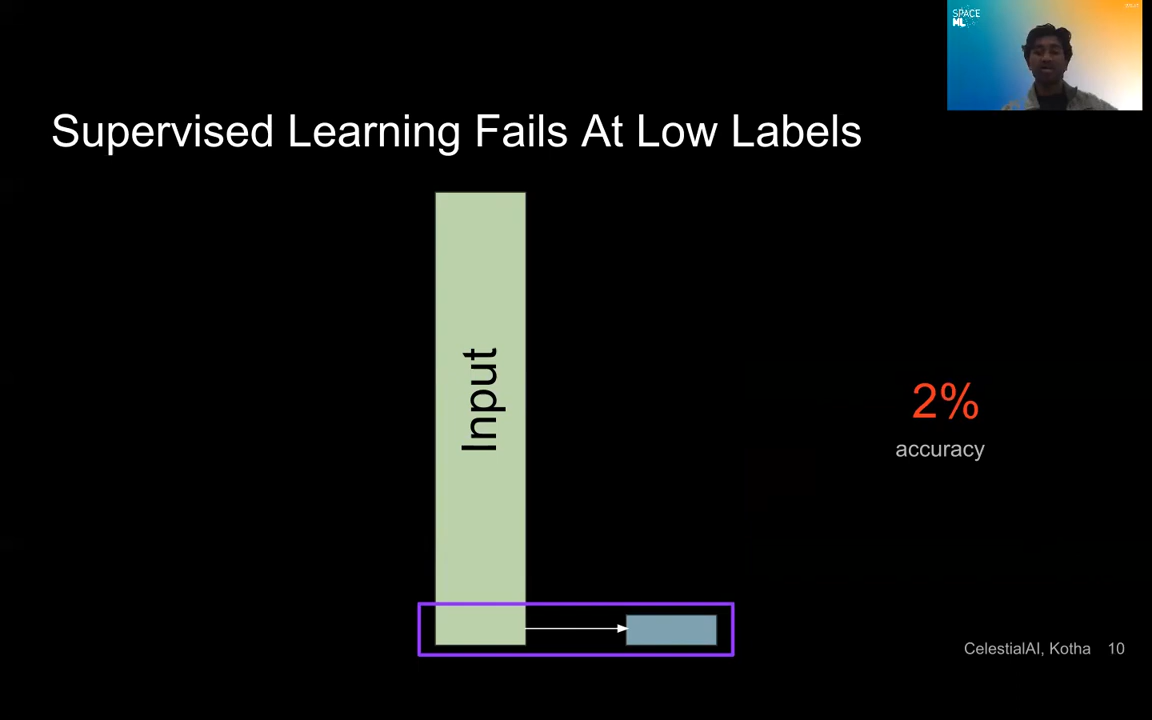 SPACE
ML
Supervised Learning Fails At Low Labels
Input
2%
accuracy
CelestialAI, Kotha 10